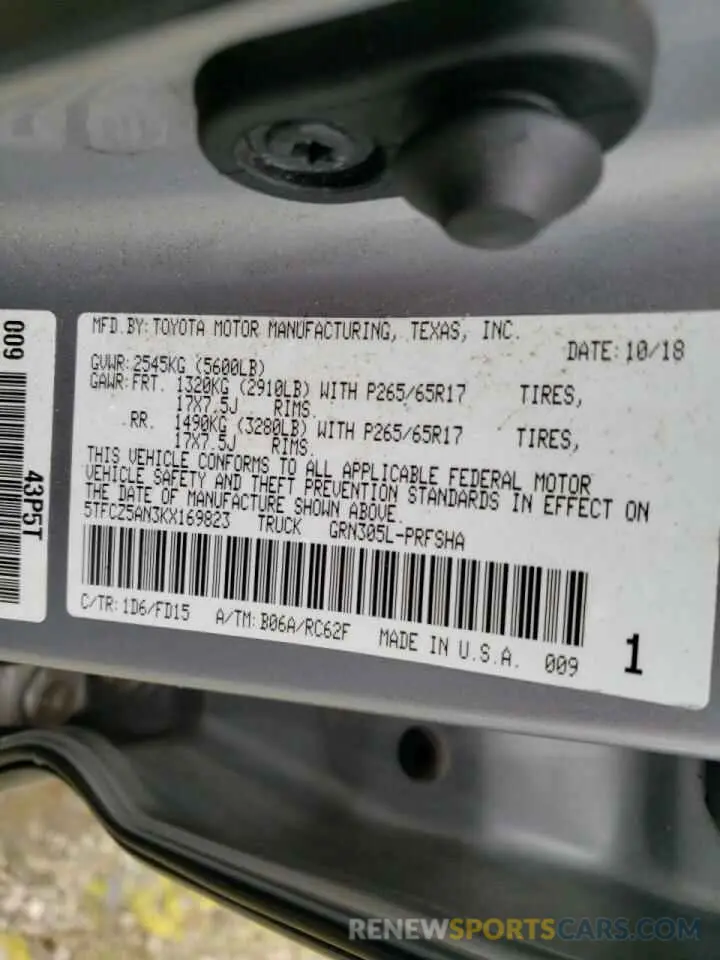 MFD.BY:TOYOTA MOTOR MANUFACTURING, TEXAS, INC.
DATE:10/18
GVWR:2545KG (5600LB)
GAWR:FRT. 1320KG (2910LB) WITH P265/65R17 TIRES,
17X7.5J RIMS.
RR. 1490KG (3280LB) WITH P265/65R17 TIRES,
17X7.5J RIMS.
THIS VEHICLE CONFORMS TO ALL APPLICABLE FEDERAL MOTOR
VEHICLE SAFETY AND THEFT PREVENTION STANDARDS IN EFFECT ON
THE DATE OF MANUFACTURE SHOWN ABOVE.
5TFCZ5AN3KX169823 TRUCK GRN305L-PRFSHA
C/TR:1D6/FD15 A/TM:B06A/RC62F MADE IN U.S.A. 009 1
009
43P5T
RENEWSPORTSCARS.COM